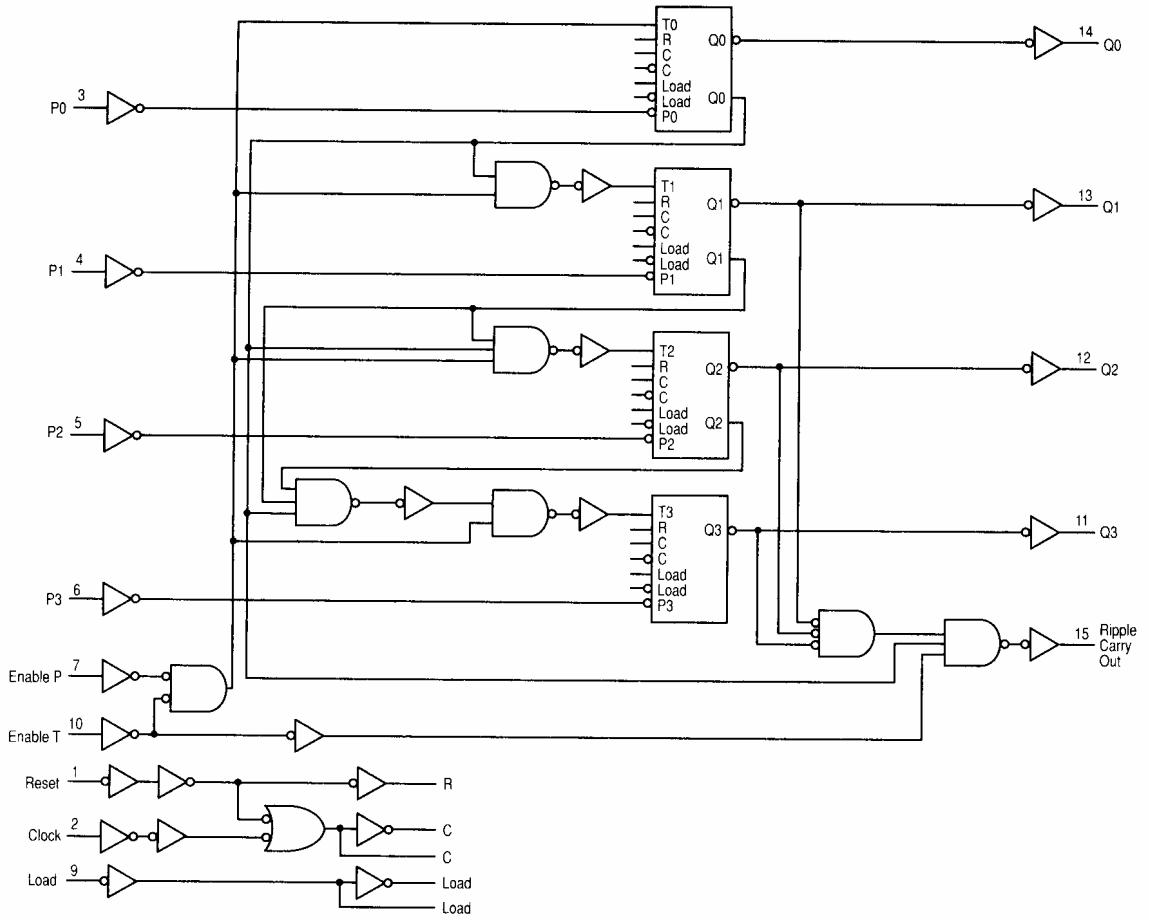 T0
R
C
C
Load
Load
P0
Q0
Q0
14
Q0
P0
3
T1
R
C
C
Load
Load
P1
Q1
Q1
13
Q1
P1
4
T2
R
C
C
Load
Load
P2
Q2
Q2
12
Q2
P2
5
T3
R
C
C
Load
Load
P3
Q3
11
Q3
P3
6
15
Ripple
Carry
Out
Enable P
7
Enable T
10
Reset
1
R
Clock
2
C
C
Load
9
Load
Load